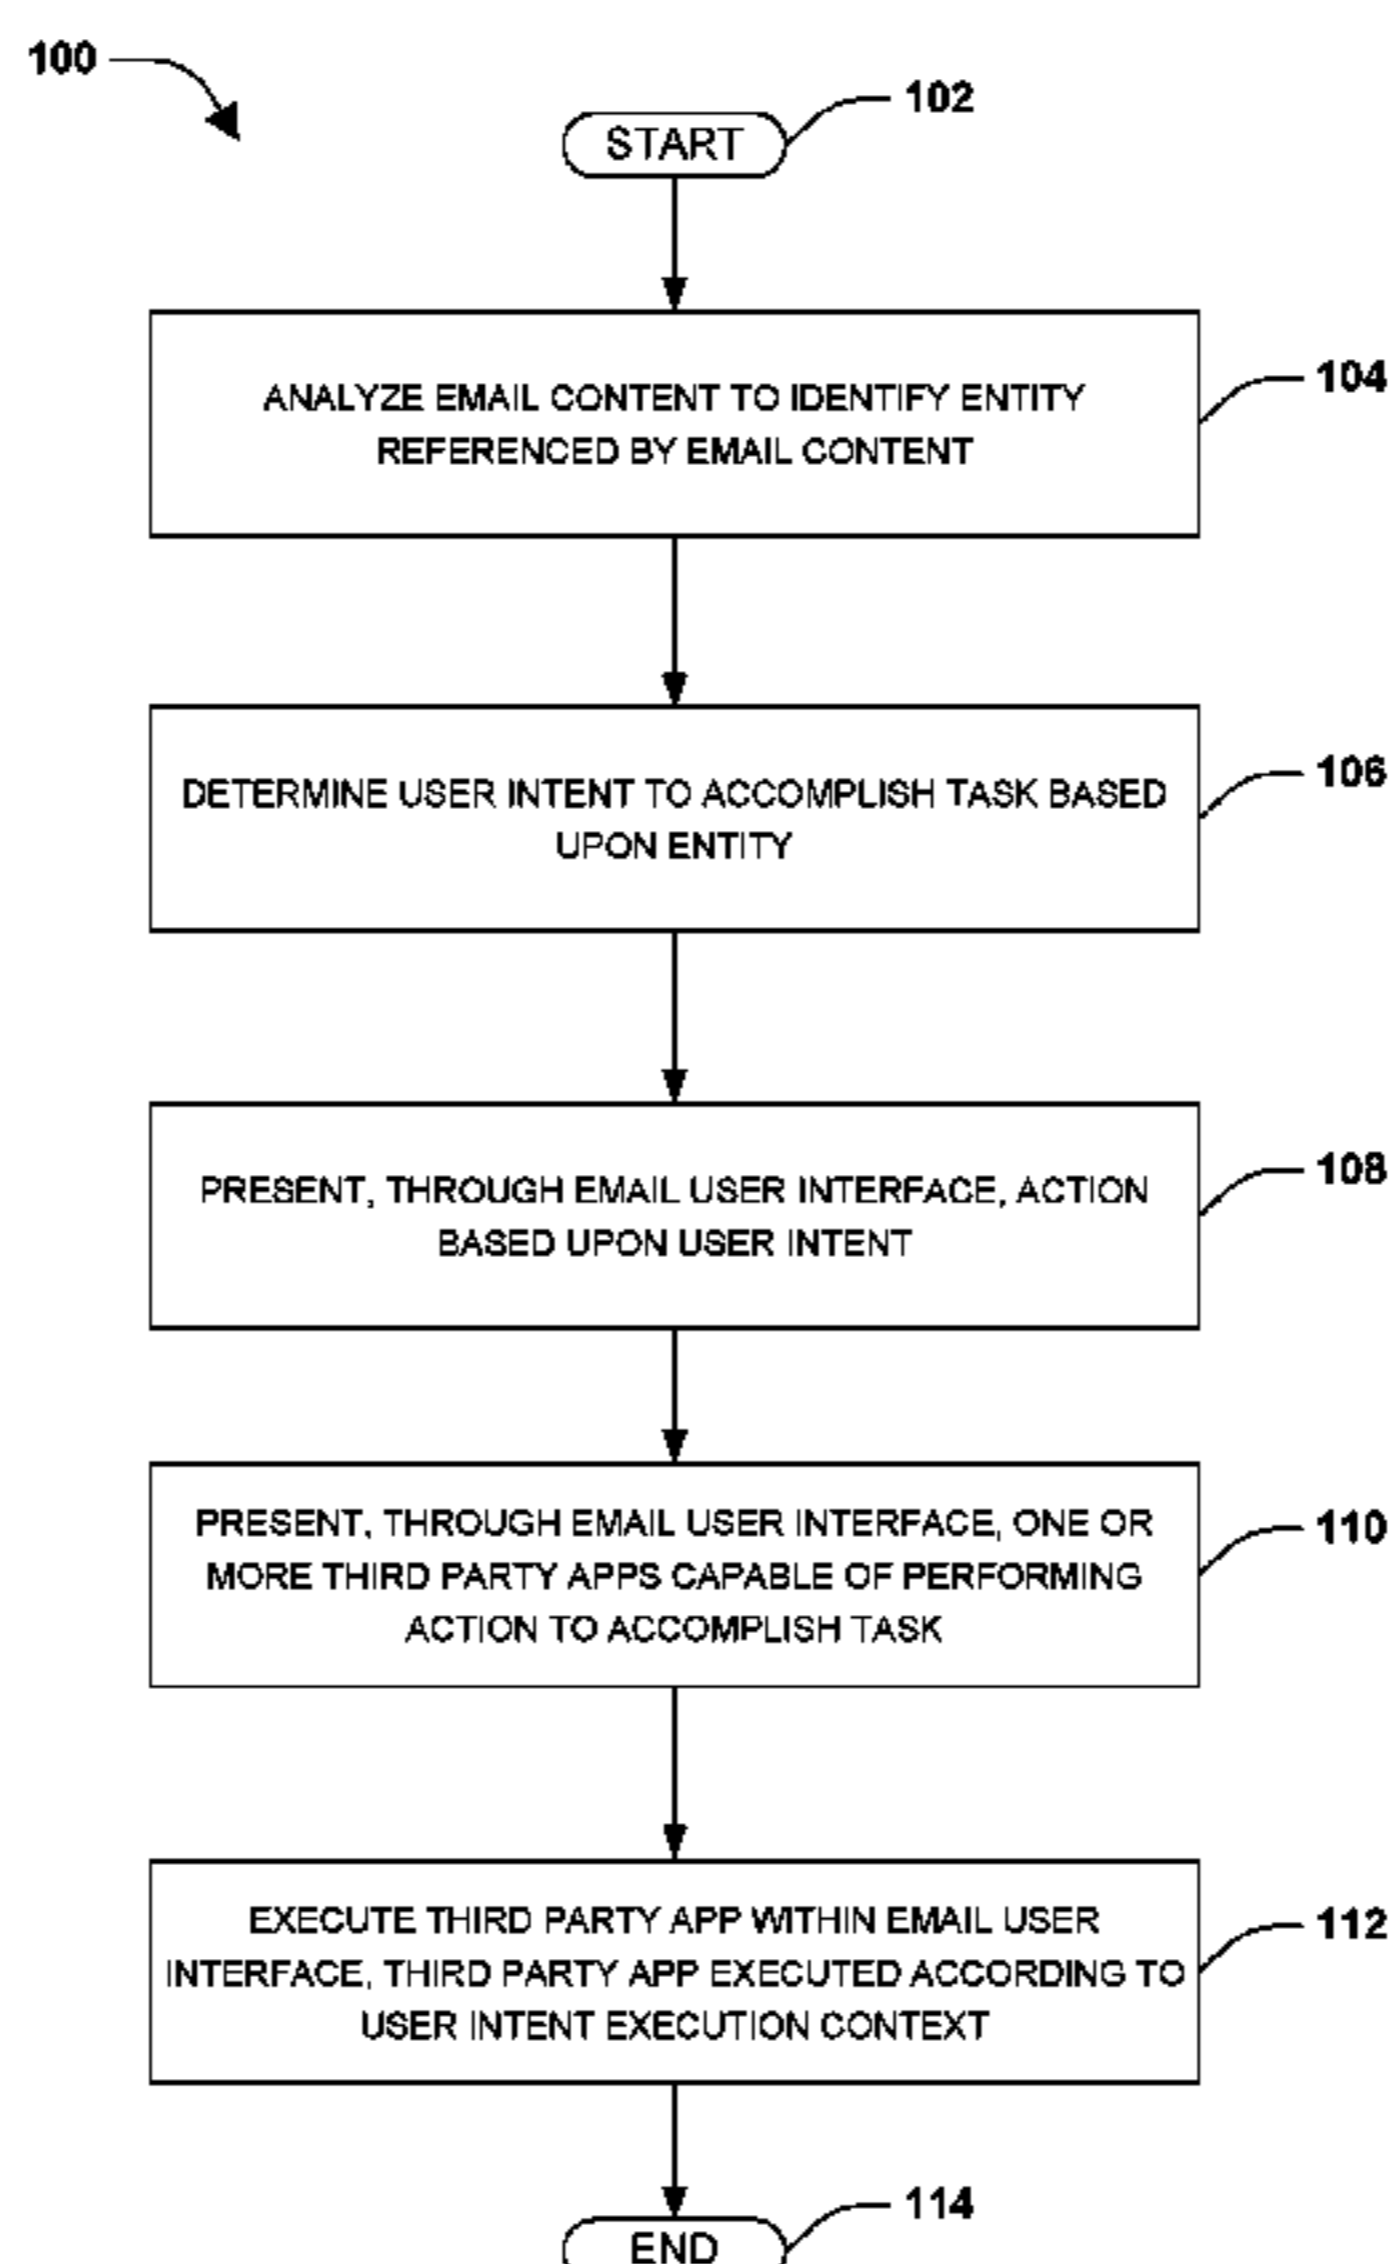 100
102
START
104
ANALYZE EMAIL CONTENT TO IDENTIFY ENTITY
REFERENCED BY EMAIL CONTENT
106
DETERMINE USER INTENT TO ACCOMPLISH TASK BASED
UPON ENTITY
108
PRESENT, THROUGH EMAIL USER INTERFACE, ACTION
BASED UPON USER INTENT
110
PRESENT, THROUGH EMAIL USER INTERFACE, ONE OR
MORE THIRD PARTY APPS CAPABLE OF PERFORMING
ACTION TO ACCOMPLISH TASK
112
EXECUTE THIRD PARTY APP WITHIN EMAIL USER
INTERFACE, THIRD PARTY APP EXECUTED ACCORDING TO
USER INTENT EXECUTION CONTEXT
114
END